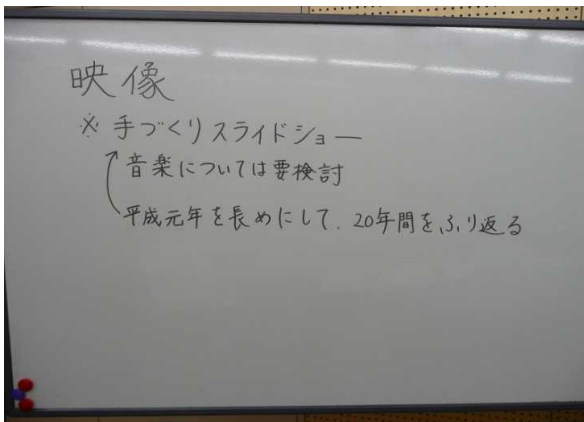 映像
※ 手づくりスライドショー
音楽については要検討
平成元年を長めにして、20年間をふり返る